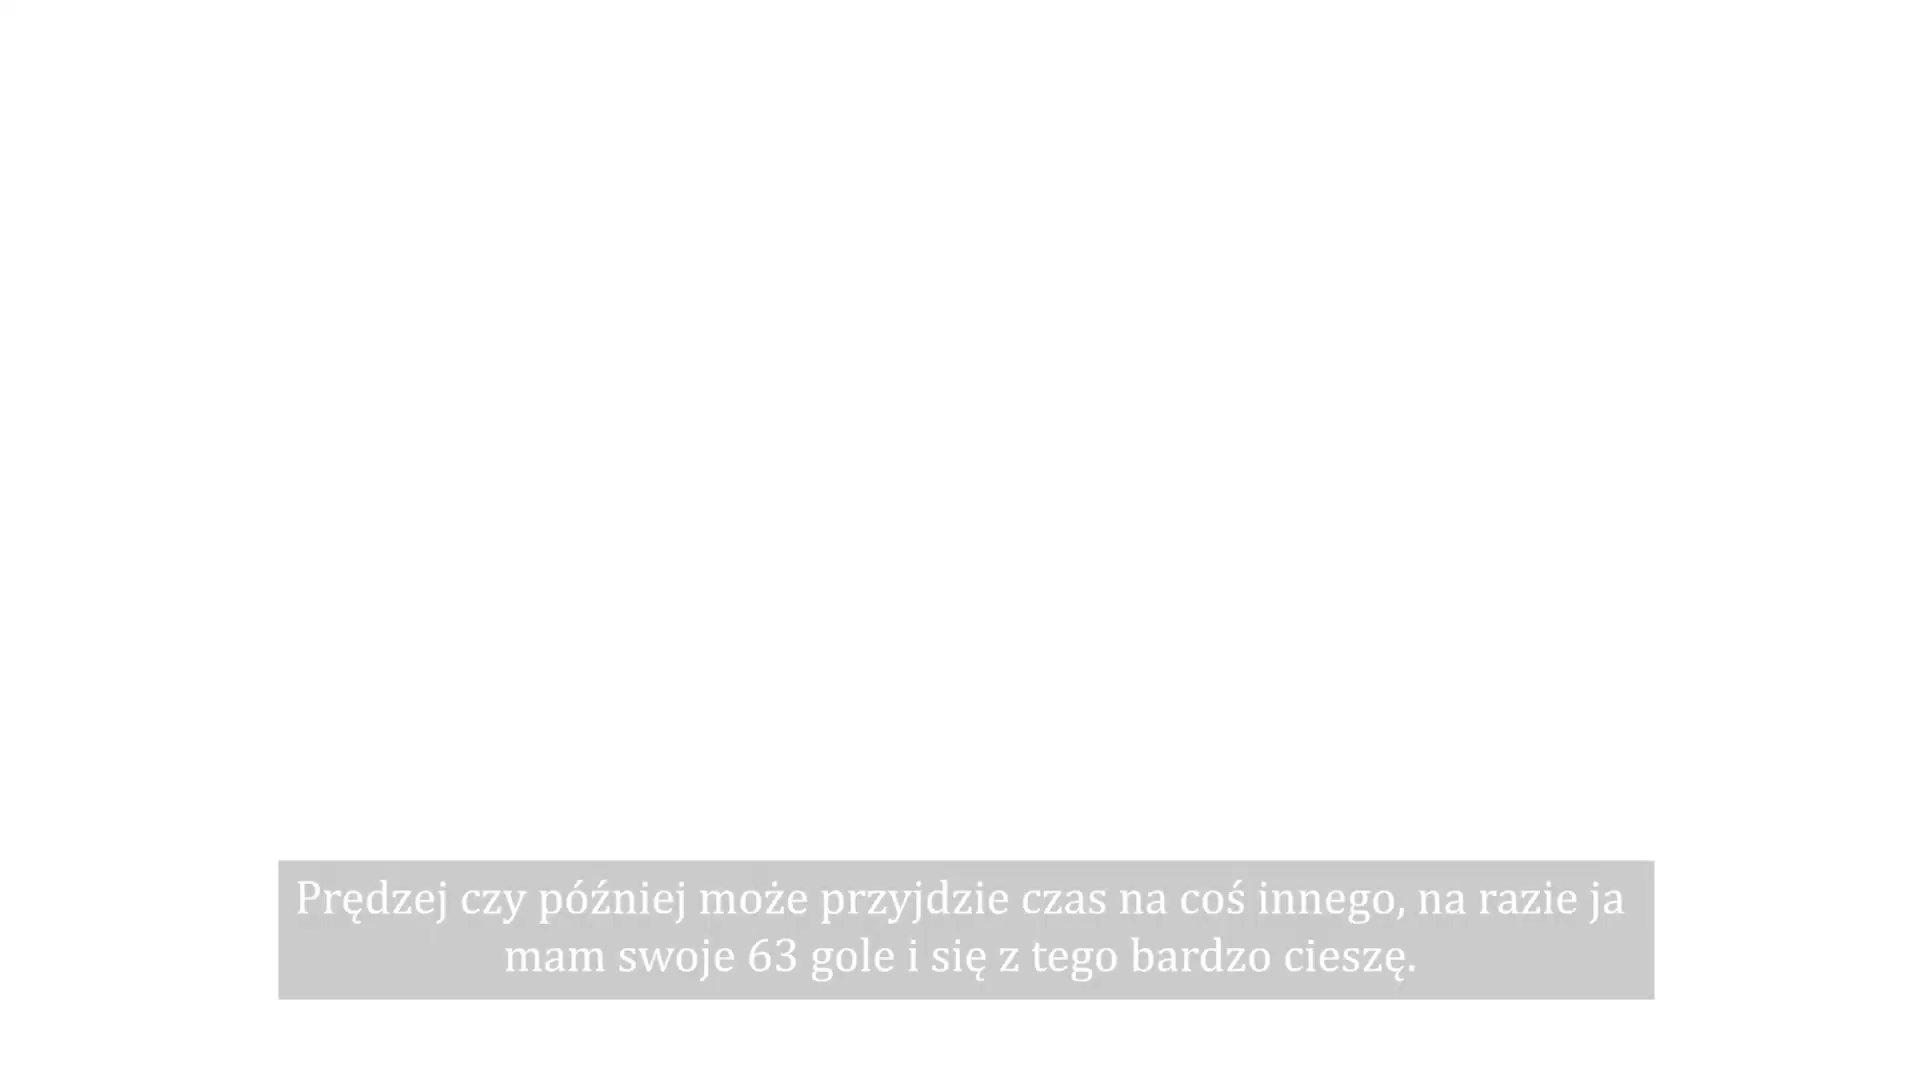 Prędzej czy później może przyjdzie czas na coś innego, na razie ja
mam swoje 63 gole i się z tego bardzo cieszę.